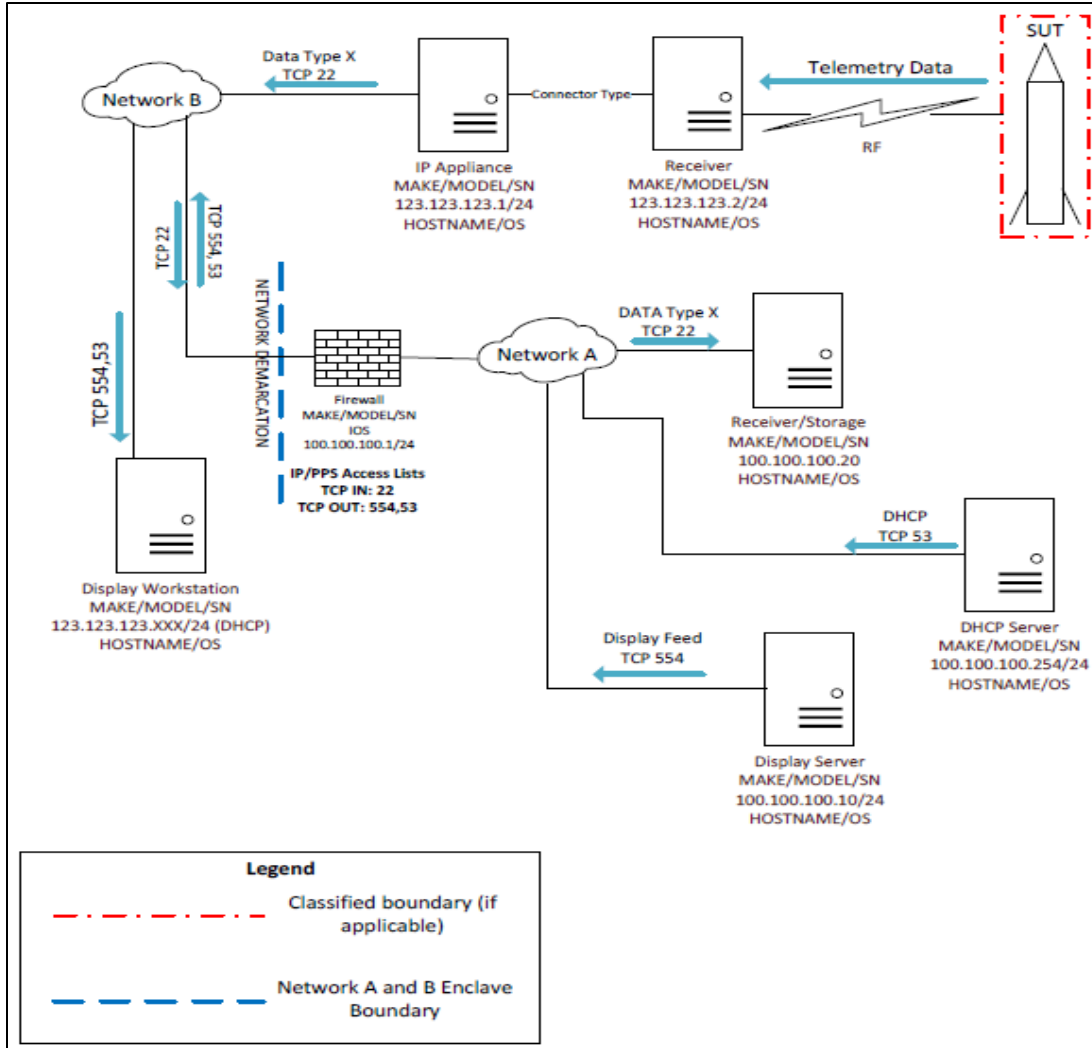 SUT
Data Type X
TCP 22
Telemetry Data
Network B
Connector Type
RF
IP Appliance
MAKE/MODEL/SN
123.123.123.1/24
HOSTNAME/OS
Receiver
MAKE/MODEL/SN
123.123.123.2/24
HOSTNAME/OS
TCP 22
TCP 554, 53
NETWORK DEMARCATION
DATA Type X
TCP 22
Network A
TCP 554,53
Firewall
MAKE/MODEL/SN
IOS
100.100.100.1/24
IP/PPS Access Lists
TCP IN: 22
TCP OUT: 554,53
Receiver/Storage
MAKE/MODEL/SN
100.100.100.20
HOSTNAME/OS
DHCP
TCP 53
Display Workstation
MAKE/MODEL/SN
123.123.123.XXX/24 (DHCP)
HOSTNAME/OS
DHCP Server
MAKE/MODEL/SN
100.100.100.254/24
HOSTNAME/OS
Display Feed
TCP 554
Display Server
MAKE/MODEL/SN
100.100.100.10/24
HOSTNAME/OS
Legend
Classified boundary (if
applicable)
Network A and B Enclave
Boundary